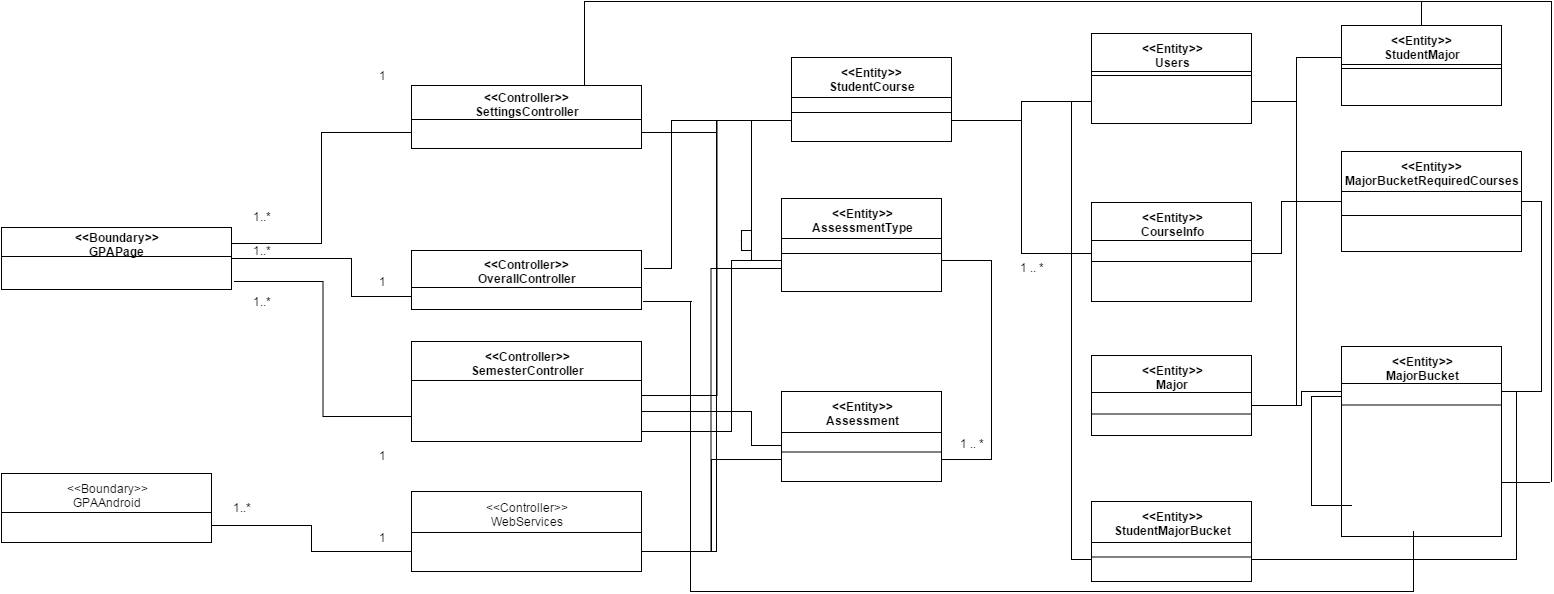 1
<<Controller>>
SettingsController
1..*
<<Boundary>>
GPAPage
1..*
1..*
<<Controller>>
OverallController
1
<<Controller>>
SemesterController
1
<<Boundary>>
GPAAndroid
1..*
<<Controller>>
WebServices
1
<<Entity>>
StudentCourse
<<Entity>>
AssessmentType
<<Entity>>
Assessment
1 .. *
<<Entity>>
Users
<<Entity>>
CourseInfo
1 .. *
<<Entity>>
Major
<<Entity>>
StudentMajorBucket
<<Entity>>
StudentMajor
<<Entity>>
MajorBucketRequiredCourses
<<Entity>>
MajorBucket